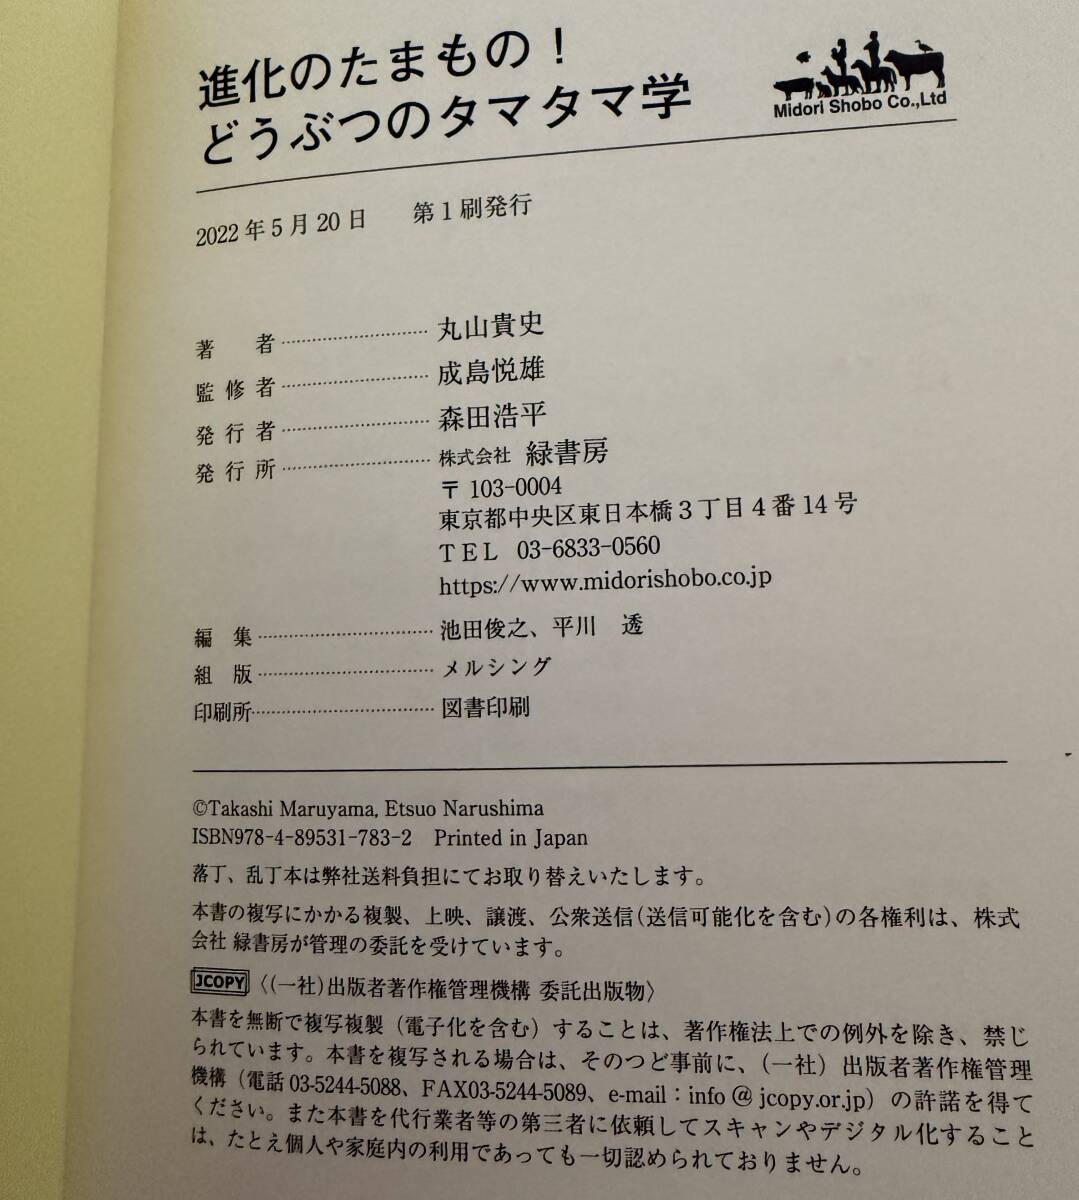 進化のたまもの！
どうぶつのタマタマ学
Midori Shobo Co.,Ltd
2022年5月20日　第1刷発行
著　者 丸山貴史
監修者 成島悦雄
発行者 森田浩平
発行所 株式会社 緑書房
〒103-0004
東京都中央区東日本橋3丁目4番14号
TEL 03-6833-0560
https://www.midorishobo.co.jp
編　集 池田俊之、平川　透
組　版 メルシング
印刷所 図書印刷
©Takashi Maruyama, Etsuo Narushima
ISBN978-4-89531-783-2　Printed in Japan
落丁、乱丁本は弊社送料負担にてお取り替えいたします。
本書の複写にかかる複製、上映、譲渡、公衆送信（送信可能化を含む）の各権利は、株式
会社 緑書房が管理の委託を受けています。
JCOPY〈（一社）出版者著作権管理機構 委託出版物〉
本書を無断で複写複製（電子化を含む）することは、著作権法上での例外を除き、禁じ
られています。本書を複写される場合は、そのつど事前に、（一社）出版者著作権管理
機構（電話 03-5244-5088、FAX03-5244-5089、e-mail：info @ jcopy.or.jp）の許諾を得て
ください。また本書を代行業者等の第三者に依頼してスキャンやデジタル化すること
は、たとえ個人や家庭内の利用であっても一切認められておりません。